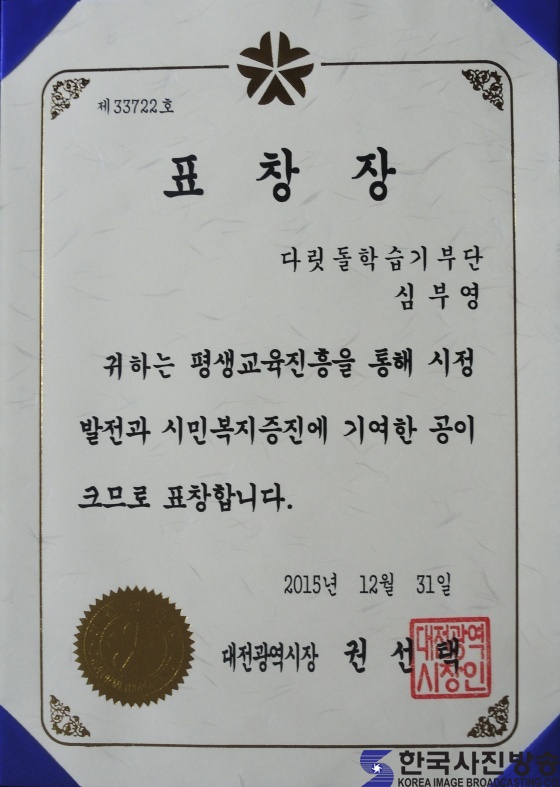 제33722호
표 창 장
다릿돌학습기부단
심부영
귀하는 평생교육진흥을 통해 시정
발전과 시민복지증진에 기여한 공이
크므로 표창합니다.
2015년 12월 31일
대전광역시장 권 선 택
대전광역
시장인
한국사진방송
KOREA IMAGE BROADCASTING